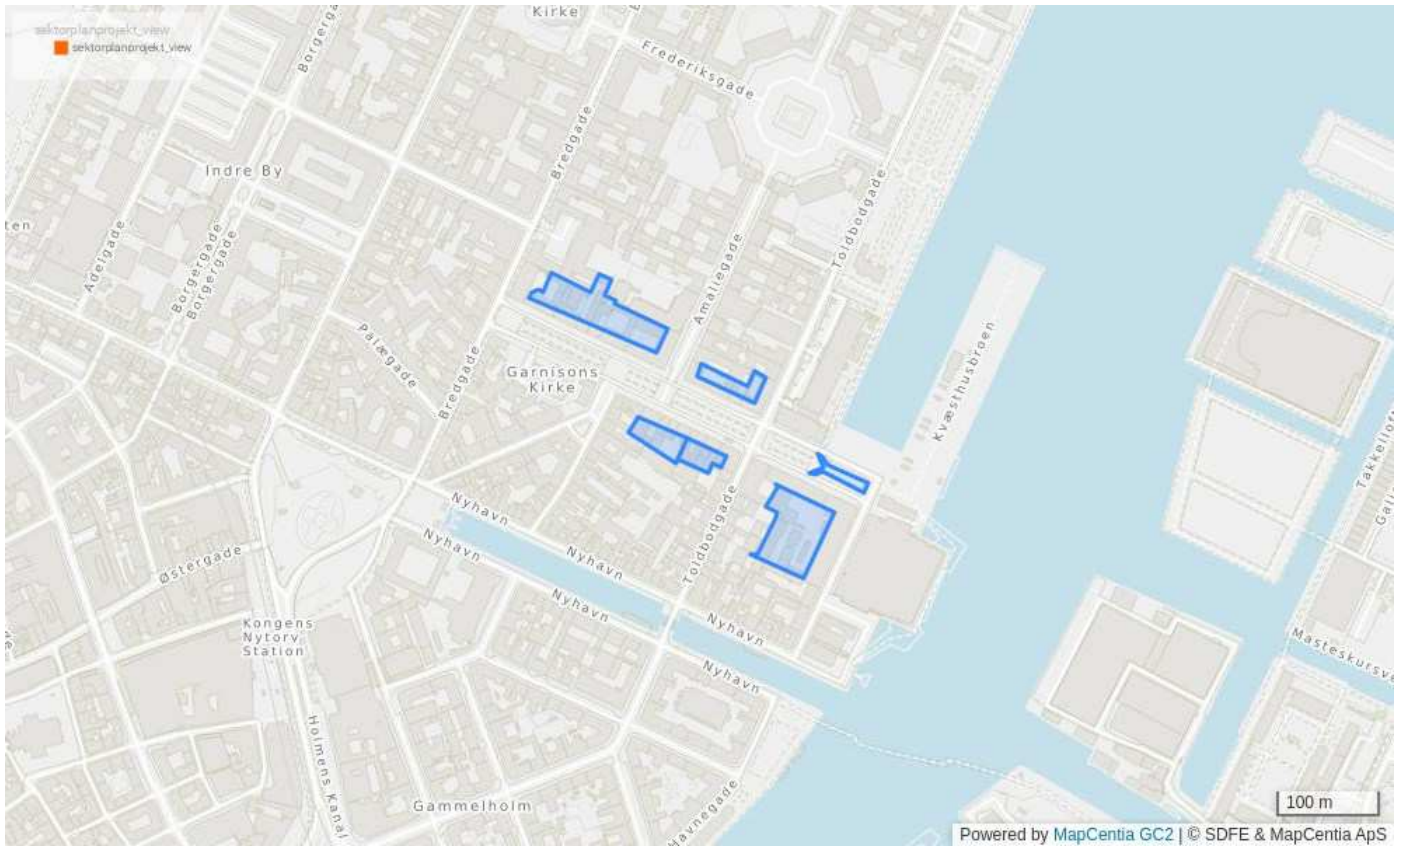 sektorplanprojekt_view
sektorplanprojekt_view
Kirke
Borgergade
Frederiksgade
Bredgade
Indre By
Toldbodgade
ten
Adelgade
Borgergade
Borgergade
Amaliegade
Palægade
Bredgade
Garnisons
Kirke
Kvæsthusbroen
Nyhavn
Nyhavn
Nyhavn
Toldbodgade
Østergade
Nyhavn
Nyhavn
Nyhavn
Kongens
Nytorv
Station
Holmens Kanal
Gammelholm
Havnegade
100 m
Powered by MapCentia GC2 | © SDFE & MapCentia ApS